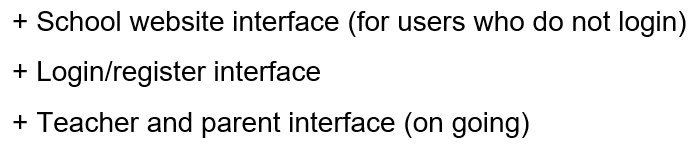 + School website interface (for users who do not login)
+ Login/register interface
+ Teacher and parent interface (on going)